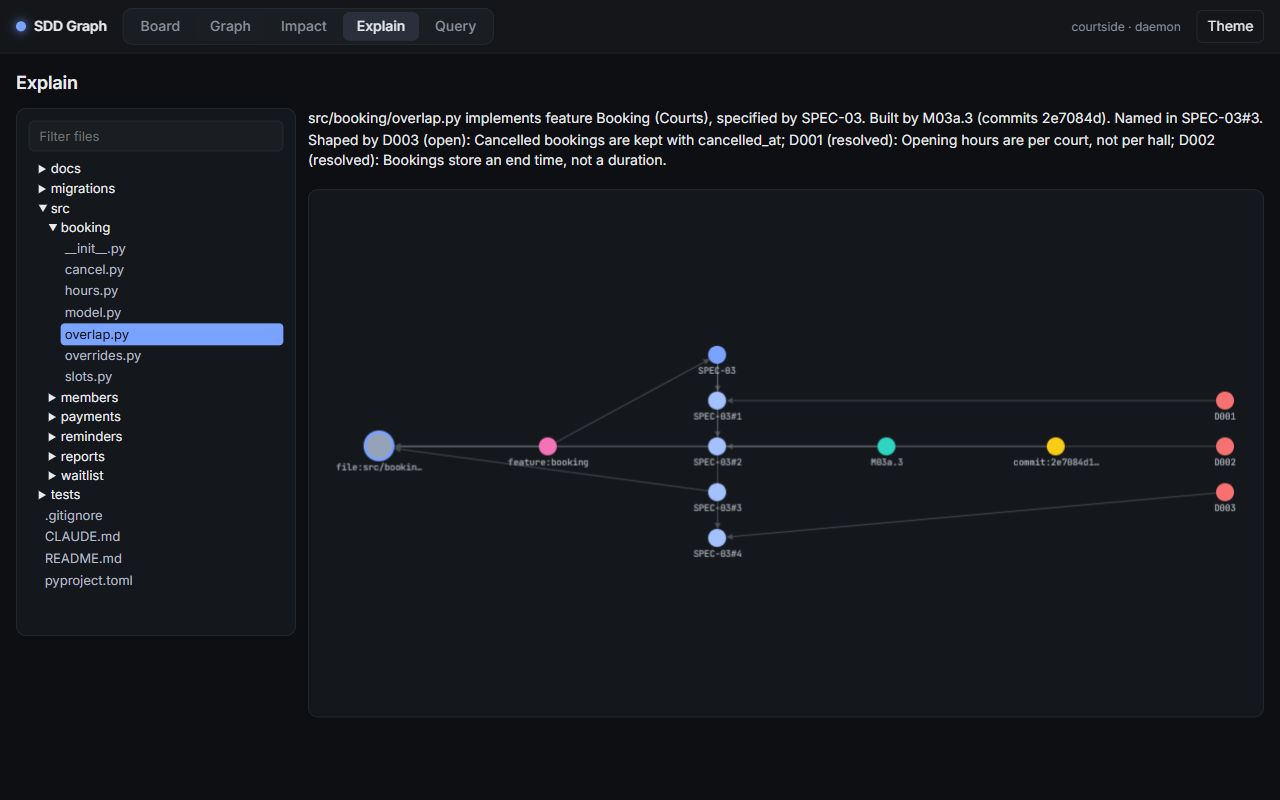 SDD Graph
Board
Graph
Impact
Explain
Query
courtside · daemon
Theme
Explain
Filter files
docs
migrations
src
booking
__init__.py
cancel.py
hours.py
model.py
overlap.py
overrides.py
slots.py
members
payments
reminders
reports
waitlist
tests
.gitignore
CLAUDE.md
README.md
pyproject.toml
src/booking/overlap.py implements feature Booking (Courts), specified by SPEC-03. Built by M03a.3 (commits 2e7084d). Named in SPEC-03#3.
Shaped by D003 (open): Cancelled bookings are kept with cancelled_at; D001 (resolved): Opening hours are per court, not per hall; D002
(resolved): Bookings store an end time, not a duration.
SPEC-03
SPEC-03#1
D001
file:src/bookin…
feature:booking
SPEC-03#2
M03a.3
commit:2e7084d1…
D002
SPEC-03#3
D003
SPEC-03#4